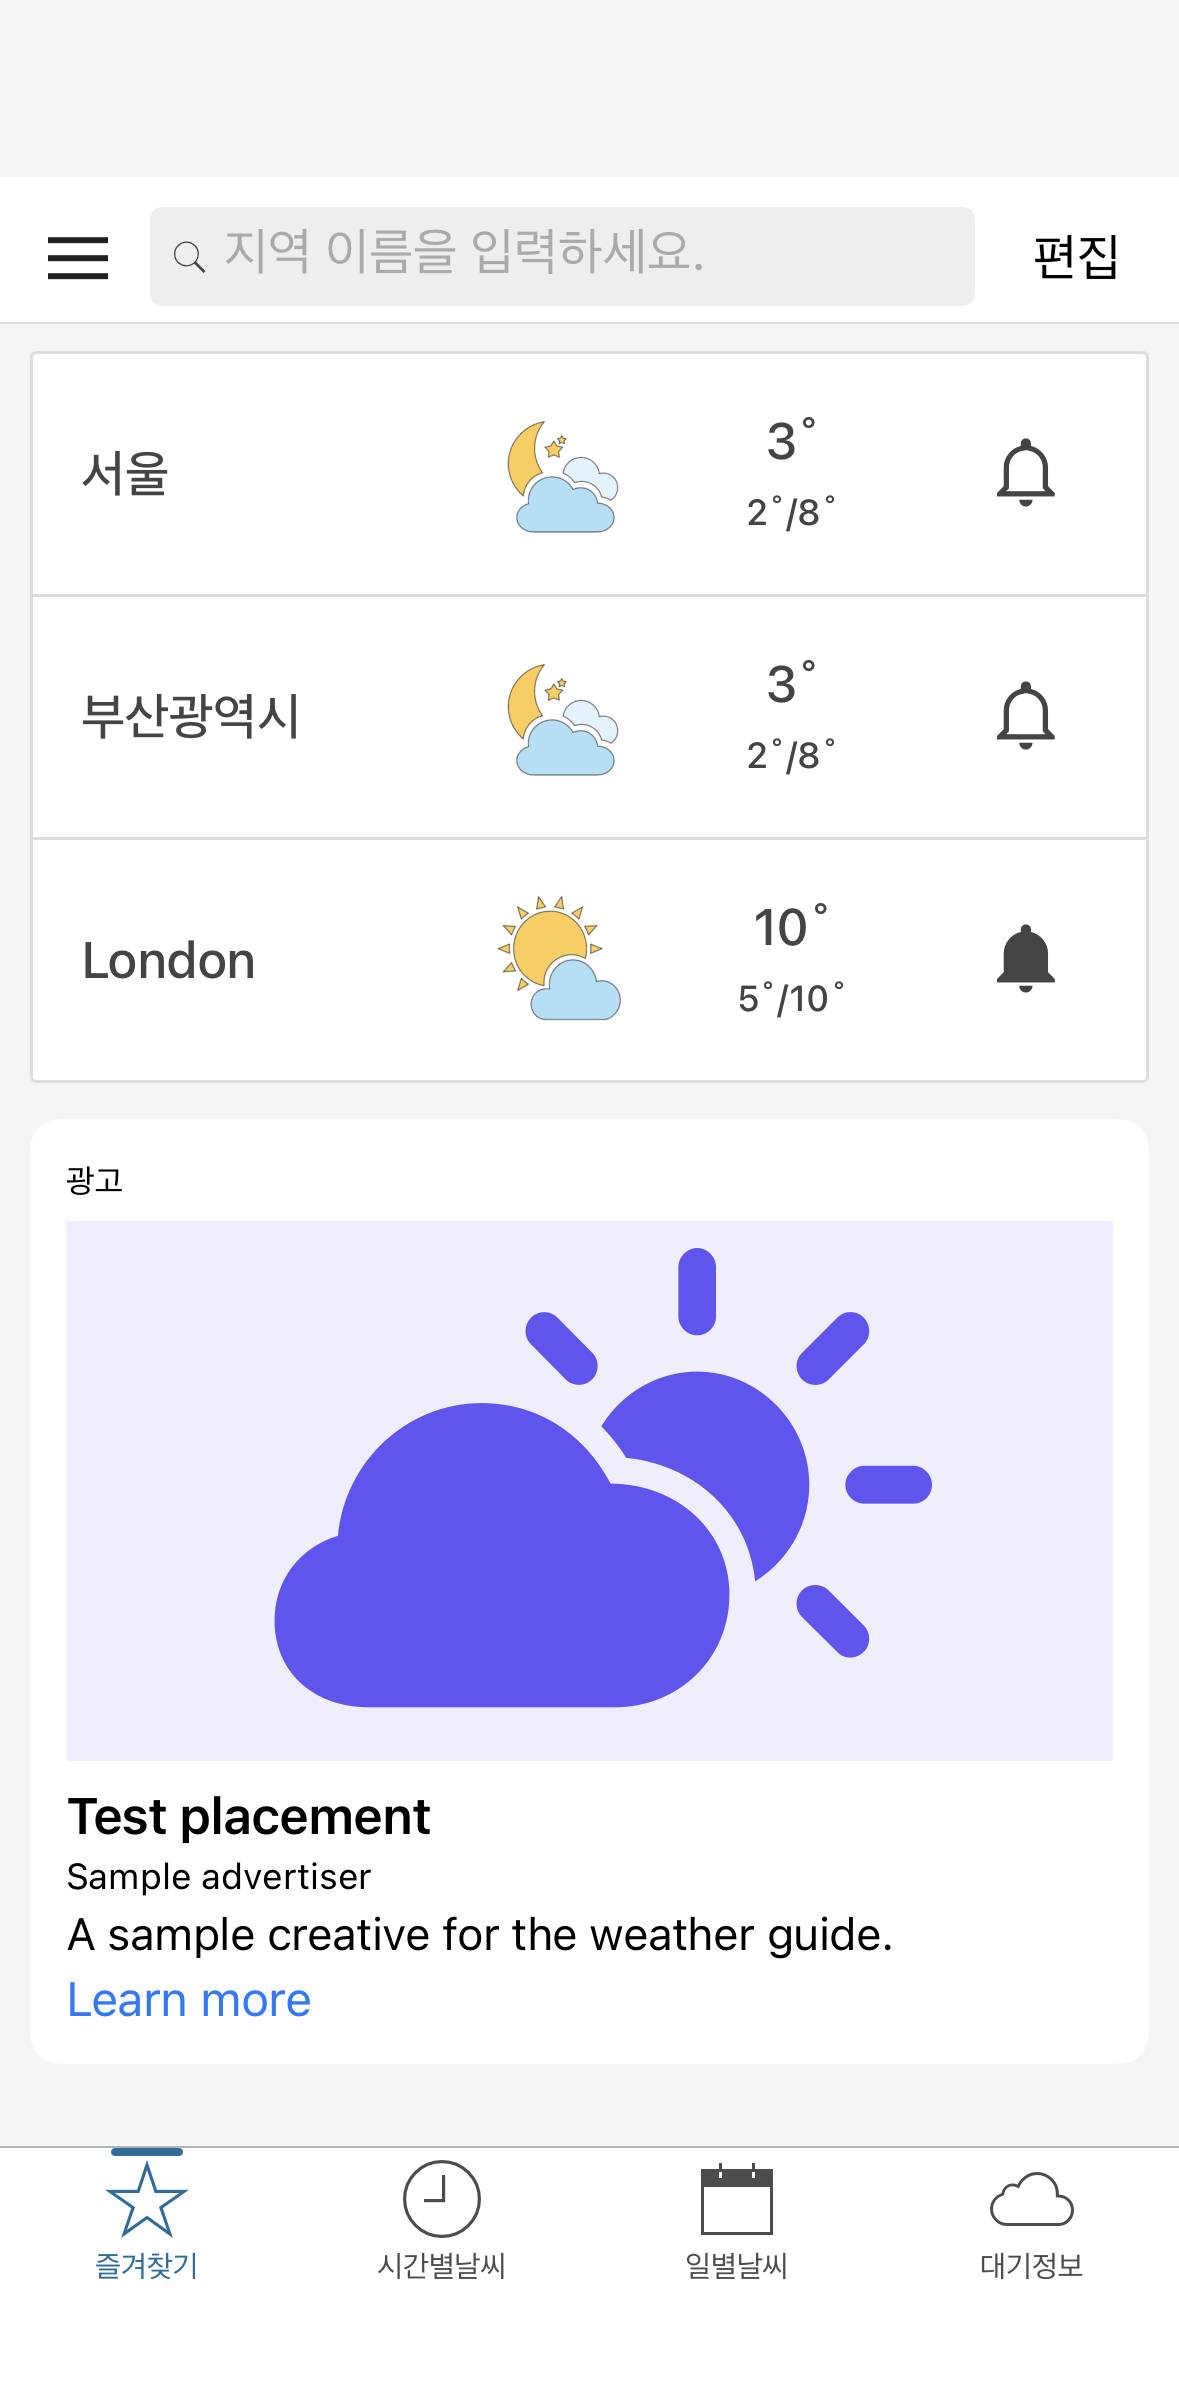 지역 이름을 입력하세요.
편집
서울
3°
2°/8°
부산광역시
3°
2°/8°
London
10°
5°/10°
광고
Test placement
Sample advertiser
A sample creative for the weather guide.
Learn more
즐겨찾기
시간별날씨
일별날씨
대기정보